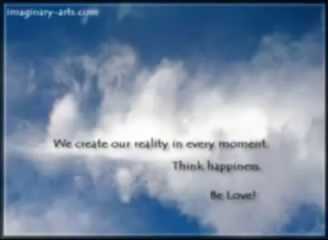 imaginary-arts.com
We create our reality in every moment.
Think happiness.
Be Love!